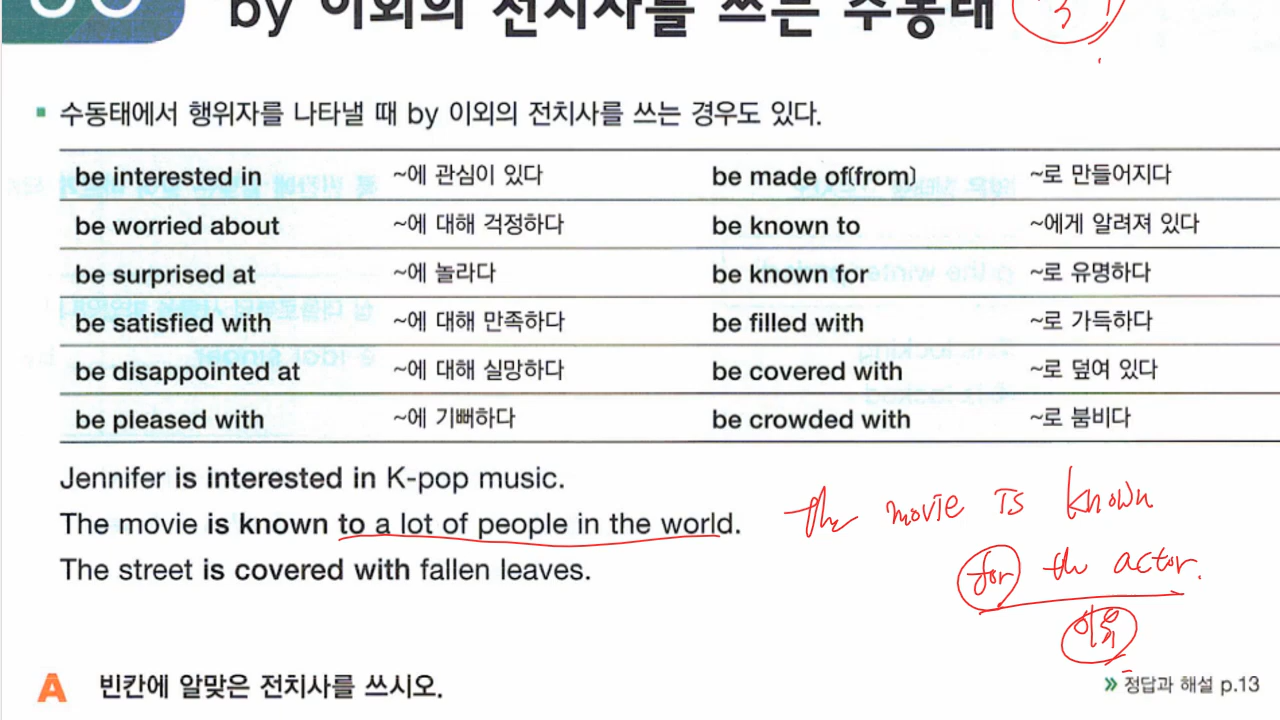 by 이외의 전치사를 쓰는 수동태
수동태에서 행위자를 나타낼 때 by 이외의 전치사를 쓰는 경우도 있다.
be interested in ~에 관심이 있다 be made of(from) ~로 만들어지다
be worried about ~에 대해 걱정하다 be known to ~에게 알려져 있다
be surprised at ~에 놀라다 be known for ~로 유명하다
be satisfied with ~에 대해 만족하다 be filled with ~로 가득하다
be disappointed at ~에 대해 실망하다 be covered with ~로 덮여 있다
be pleased with ~에 기뻐하다 be crowded with ~로 붐비다
Jennifer is interested in K-pop music.
The movie is known to a lot of people in the world.
The street is covered with fallen leaves.
the movie is known
for the actor.
이유
A 빈칸에 알맞은 전치사를 쓰시오.
» 정답과 해설 p.13